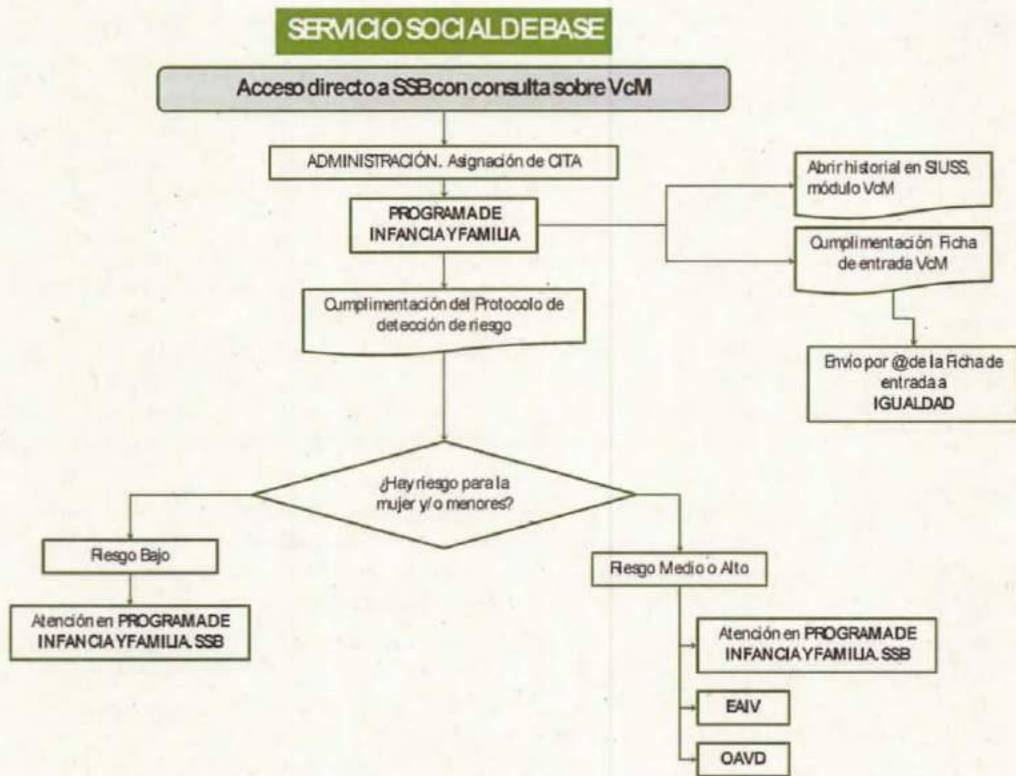 SERVICIO SOCIAL DE BASE
Acceso directo a SSB con consulta sobre VcM
ADMINISTRACIÓN. Asignación de CITA
PROGRAMA DE
INFANCIA Y FAMILIA
Abrir historial en SIUSS,
módulo VcM
Cumplimentación Ficha
de entrada VcM
Cumplimentación del Protocolo de
detección de riesgo
Envío por @ de la Ficha de
entrada a
IGUALDAD
¿Hay riesgo para la
mujer y/o menores?
Riesgo Bajo
Riesgo Medio o Alto
Atención en PROGRAMA DE
INFANCIA Y FAMILIA. SSB
Atención en PROGRAMA DE
INFANCIA Y FAMILIA. SSB
EAIV
OAVD